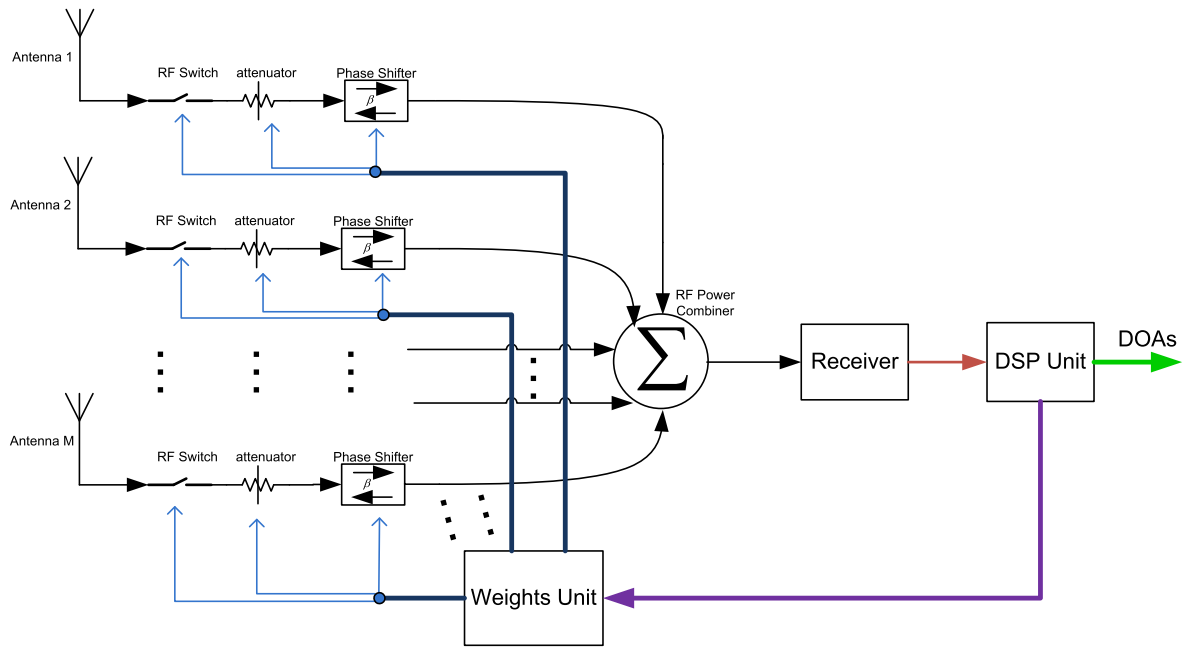 Antenna 1
RF Switch
attenuator
Phase Shifter
β
Antenna 2
RF Switch
attenuator
Phase Shifter
β
RF Power
Combiner
Σ
Receiver
DSP Unit
DOAs
Antenna M
RF Switch
attenuator
Phase Shifter
β
Weights Unit